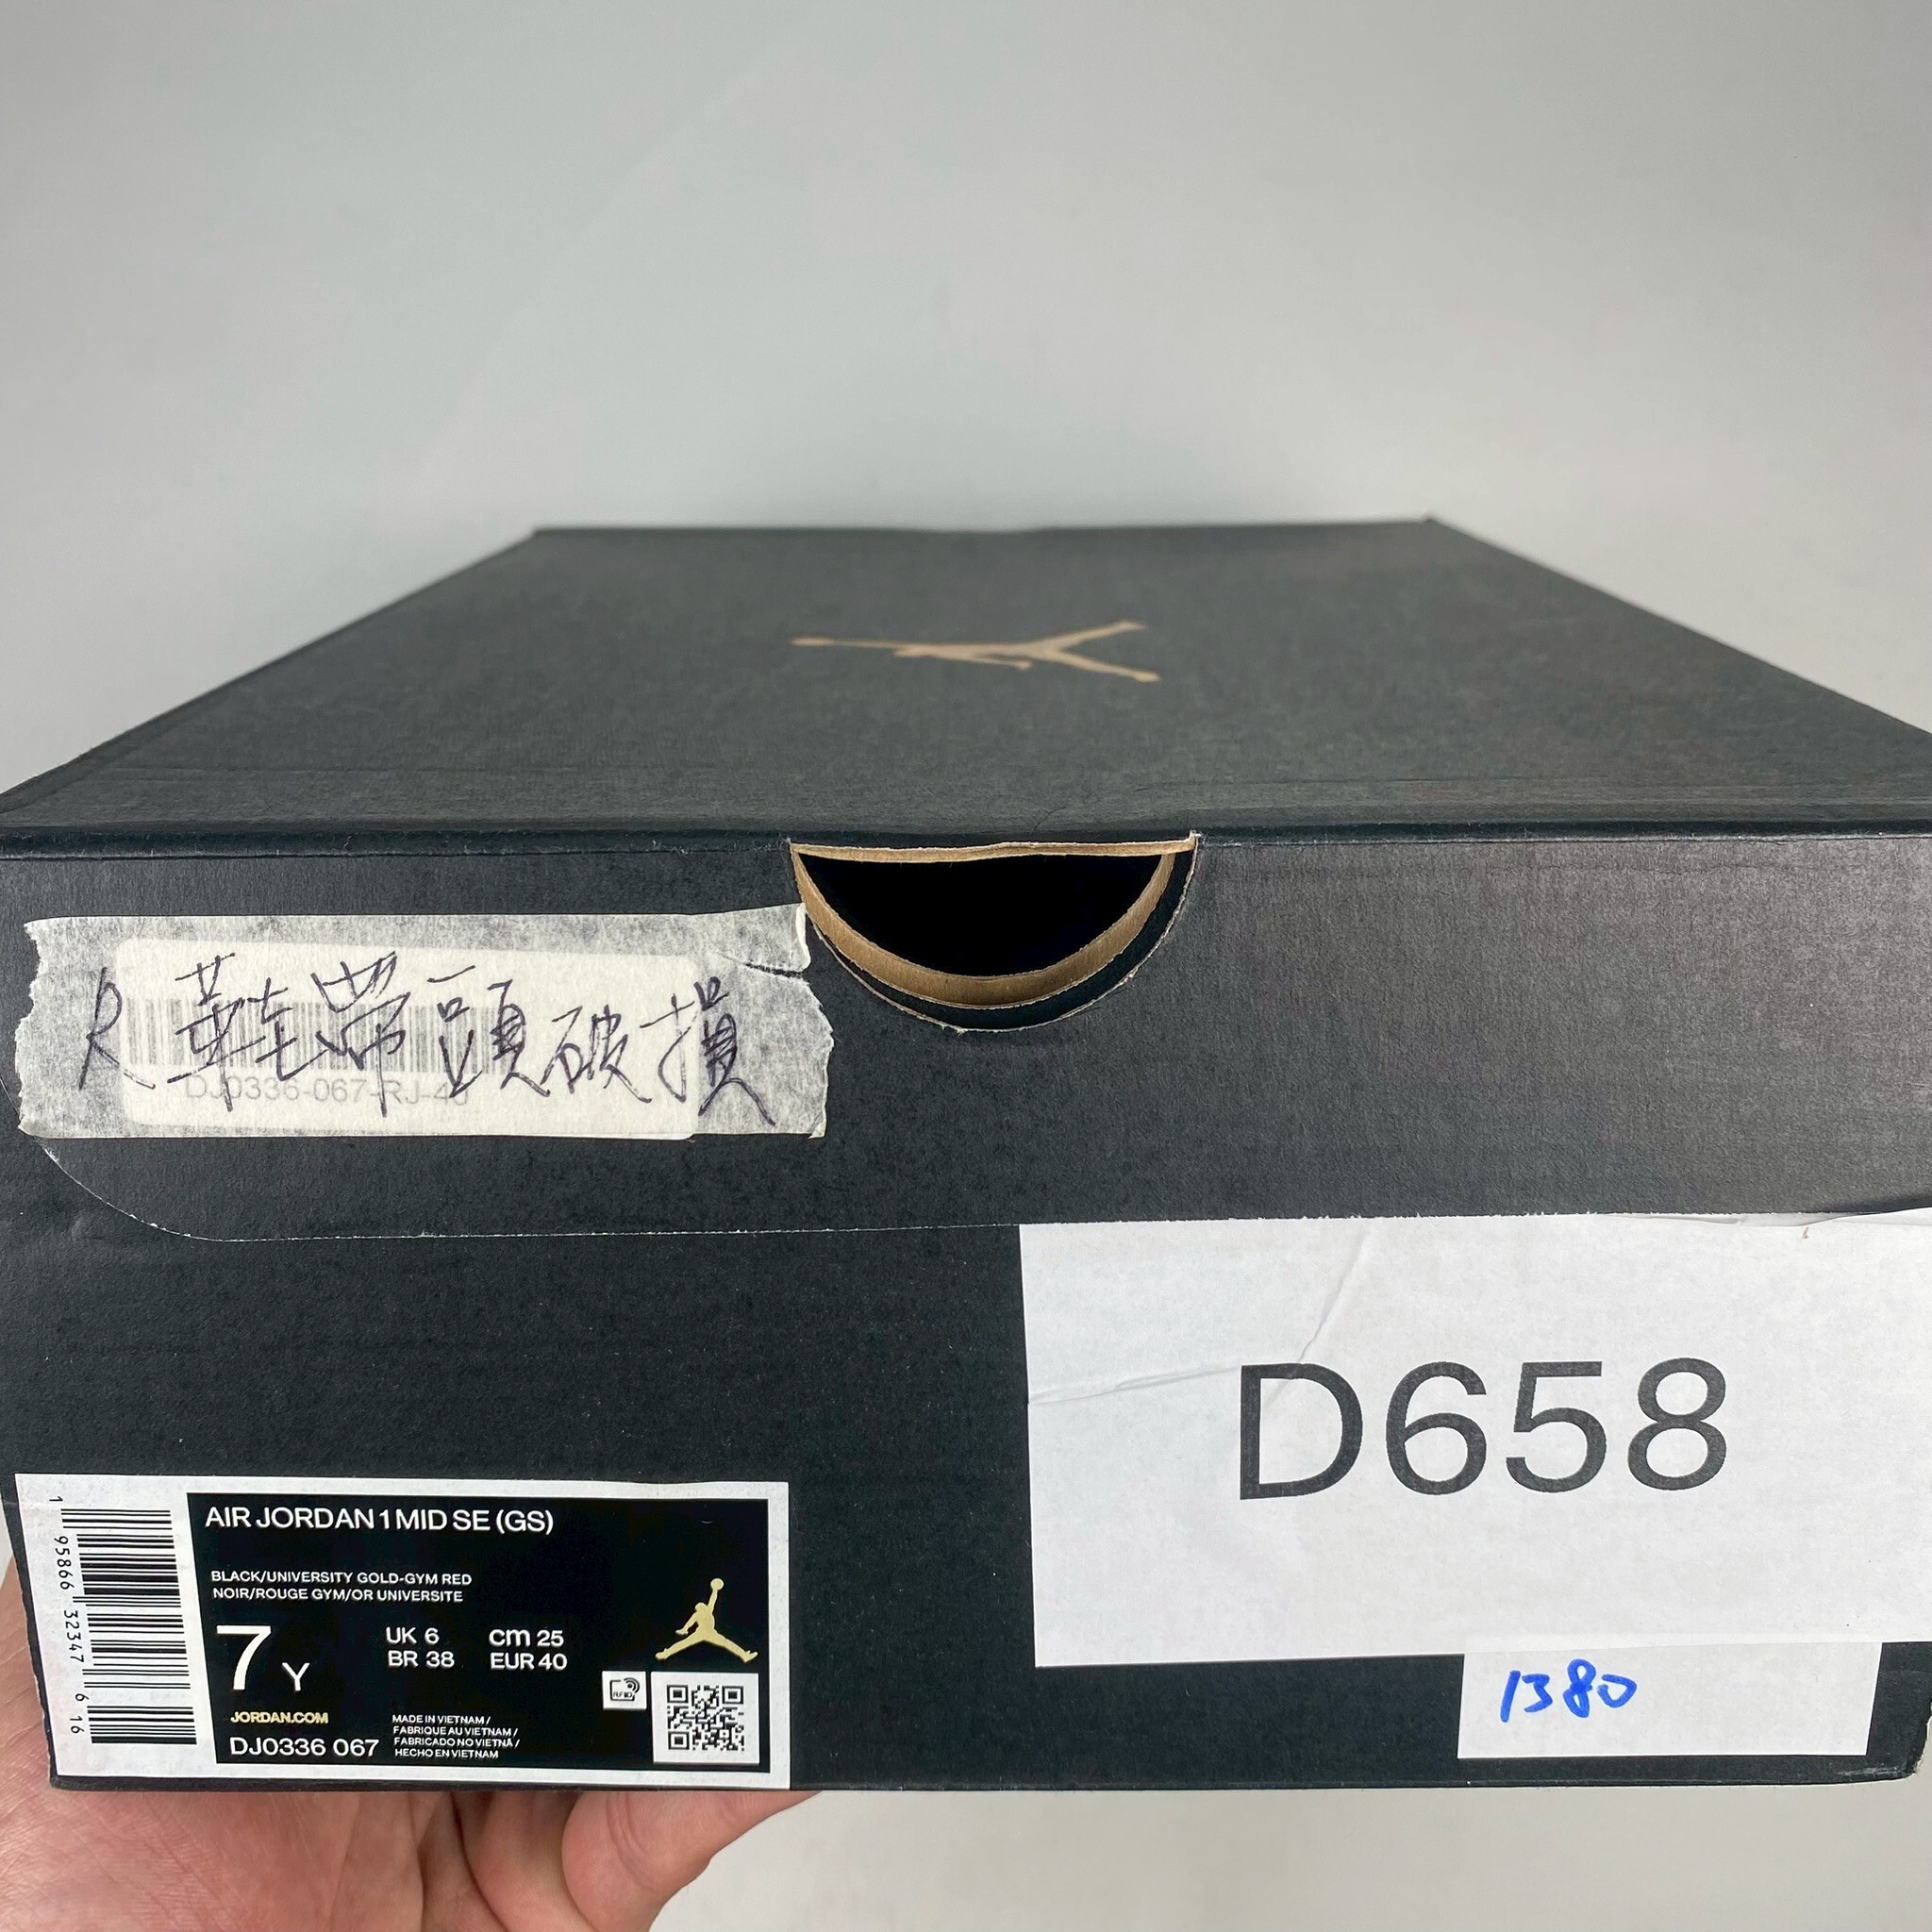 R 鞋帶頭破損
DJ0336-067-RJ-40
D658
AIR JORDAN 1 MID SE (GS)
BLACK/UNIVERSITY GOLD-GYM RED
NOIR/ROUGE GYM/OR UNIVERSITE
7 Y
UK 6 cm 25
BR 38 EUR 40
JORDAN.COM
DJ0336 067
MADE IN VIETNAM /
FABRIQUE AU VIETNAM /
FABRICADO NO VIETNÃ /
HECHO EN VIETNAM
RFID
1 95866 32347 6 16
1380